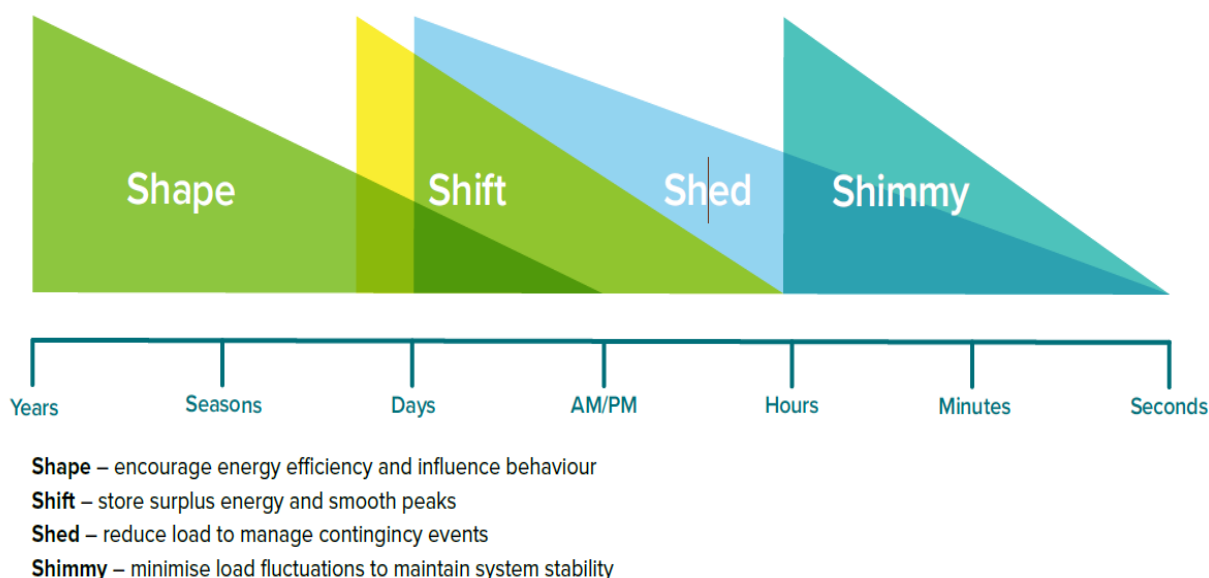 Shape Shift Shed Shimmy
Years Seasons Days AM/PM Hours Minutes Seconds
Shape – encourage energy efficiency and influence behaviour
Shift – store surplus energy and smooth peaks
Shed – reduce load to manage contingency events
Shimmy – minimise load fluctuations to maintain system stability